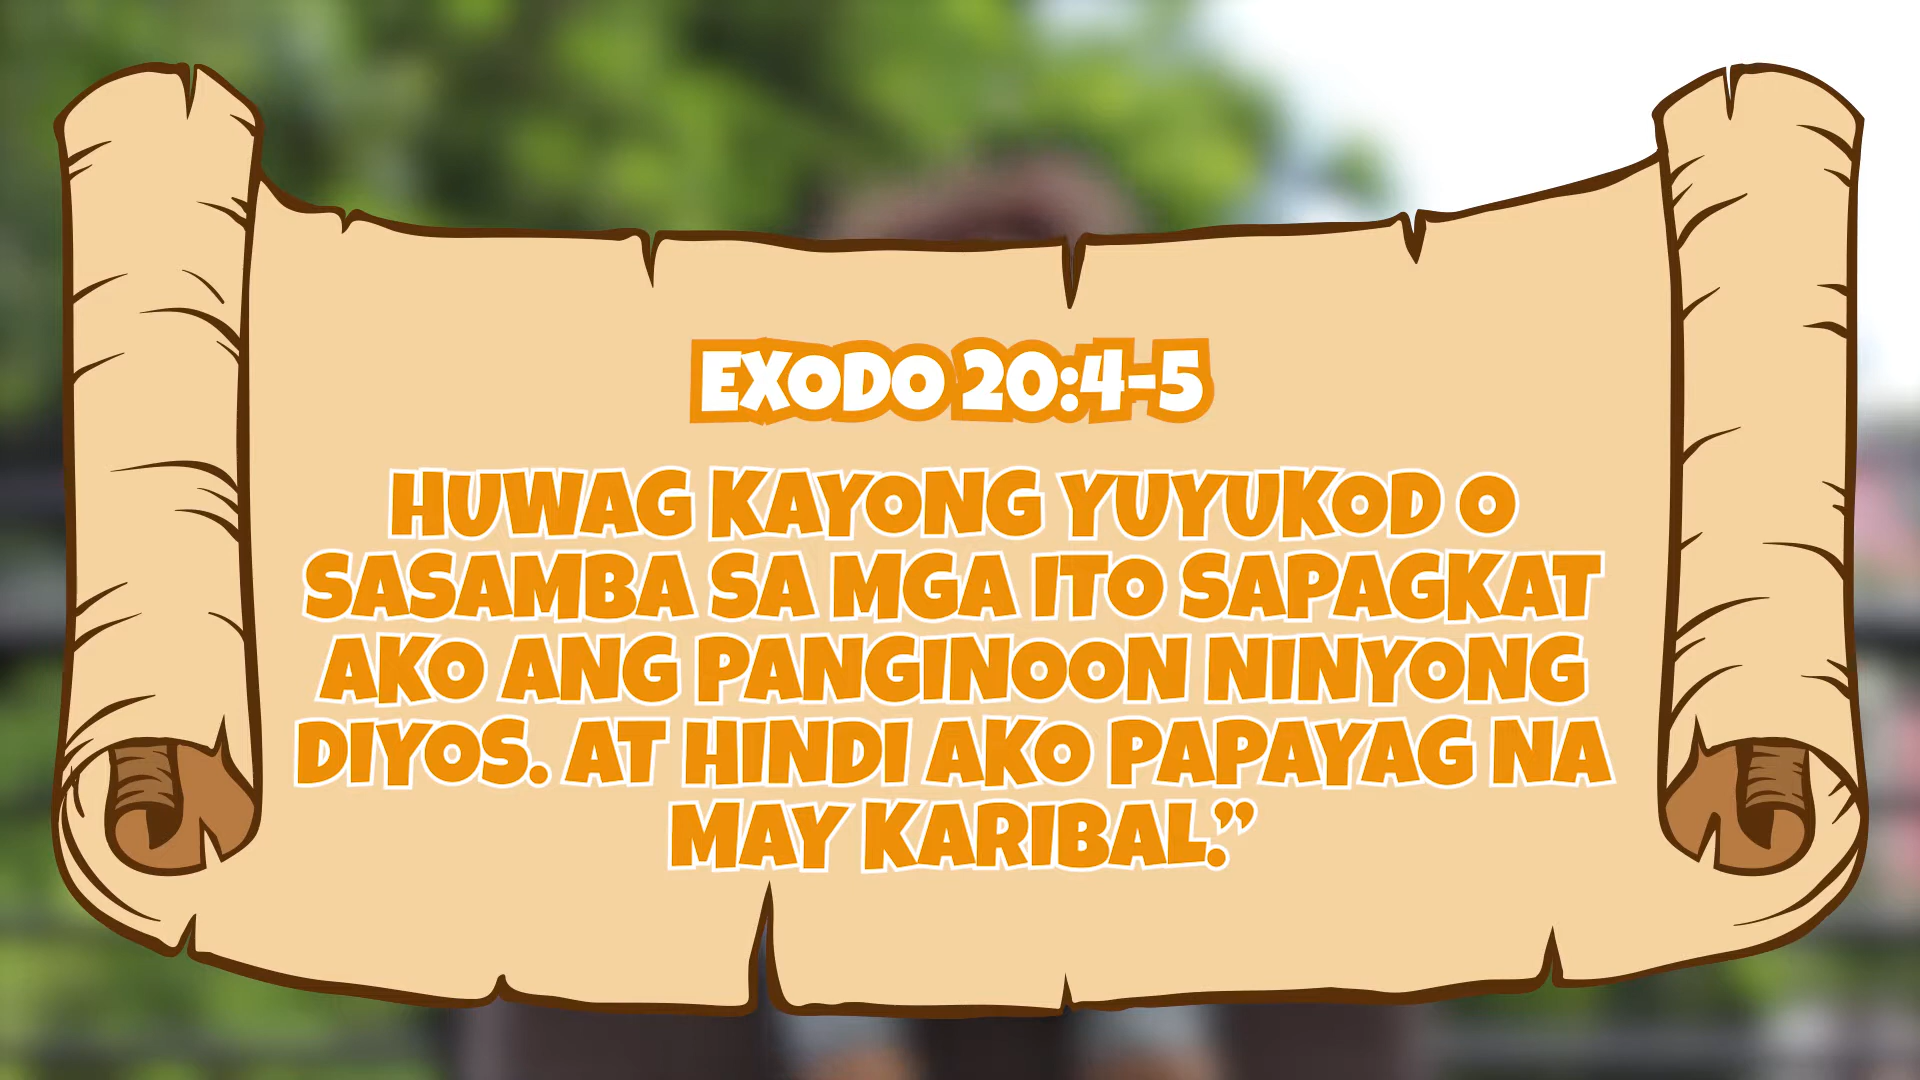 EXODO 20:4-5
HUWAG KAYONG YUYUKOD O
SASAMBA SA MGA ITO SAPAGKAT
AKO ANG PANGINOON NINYONG
DIYOS. AT HINDI AKO PAPAYAG NA
MAY KARIBAL.”